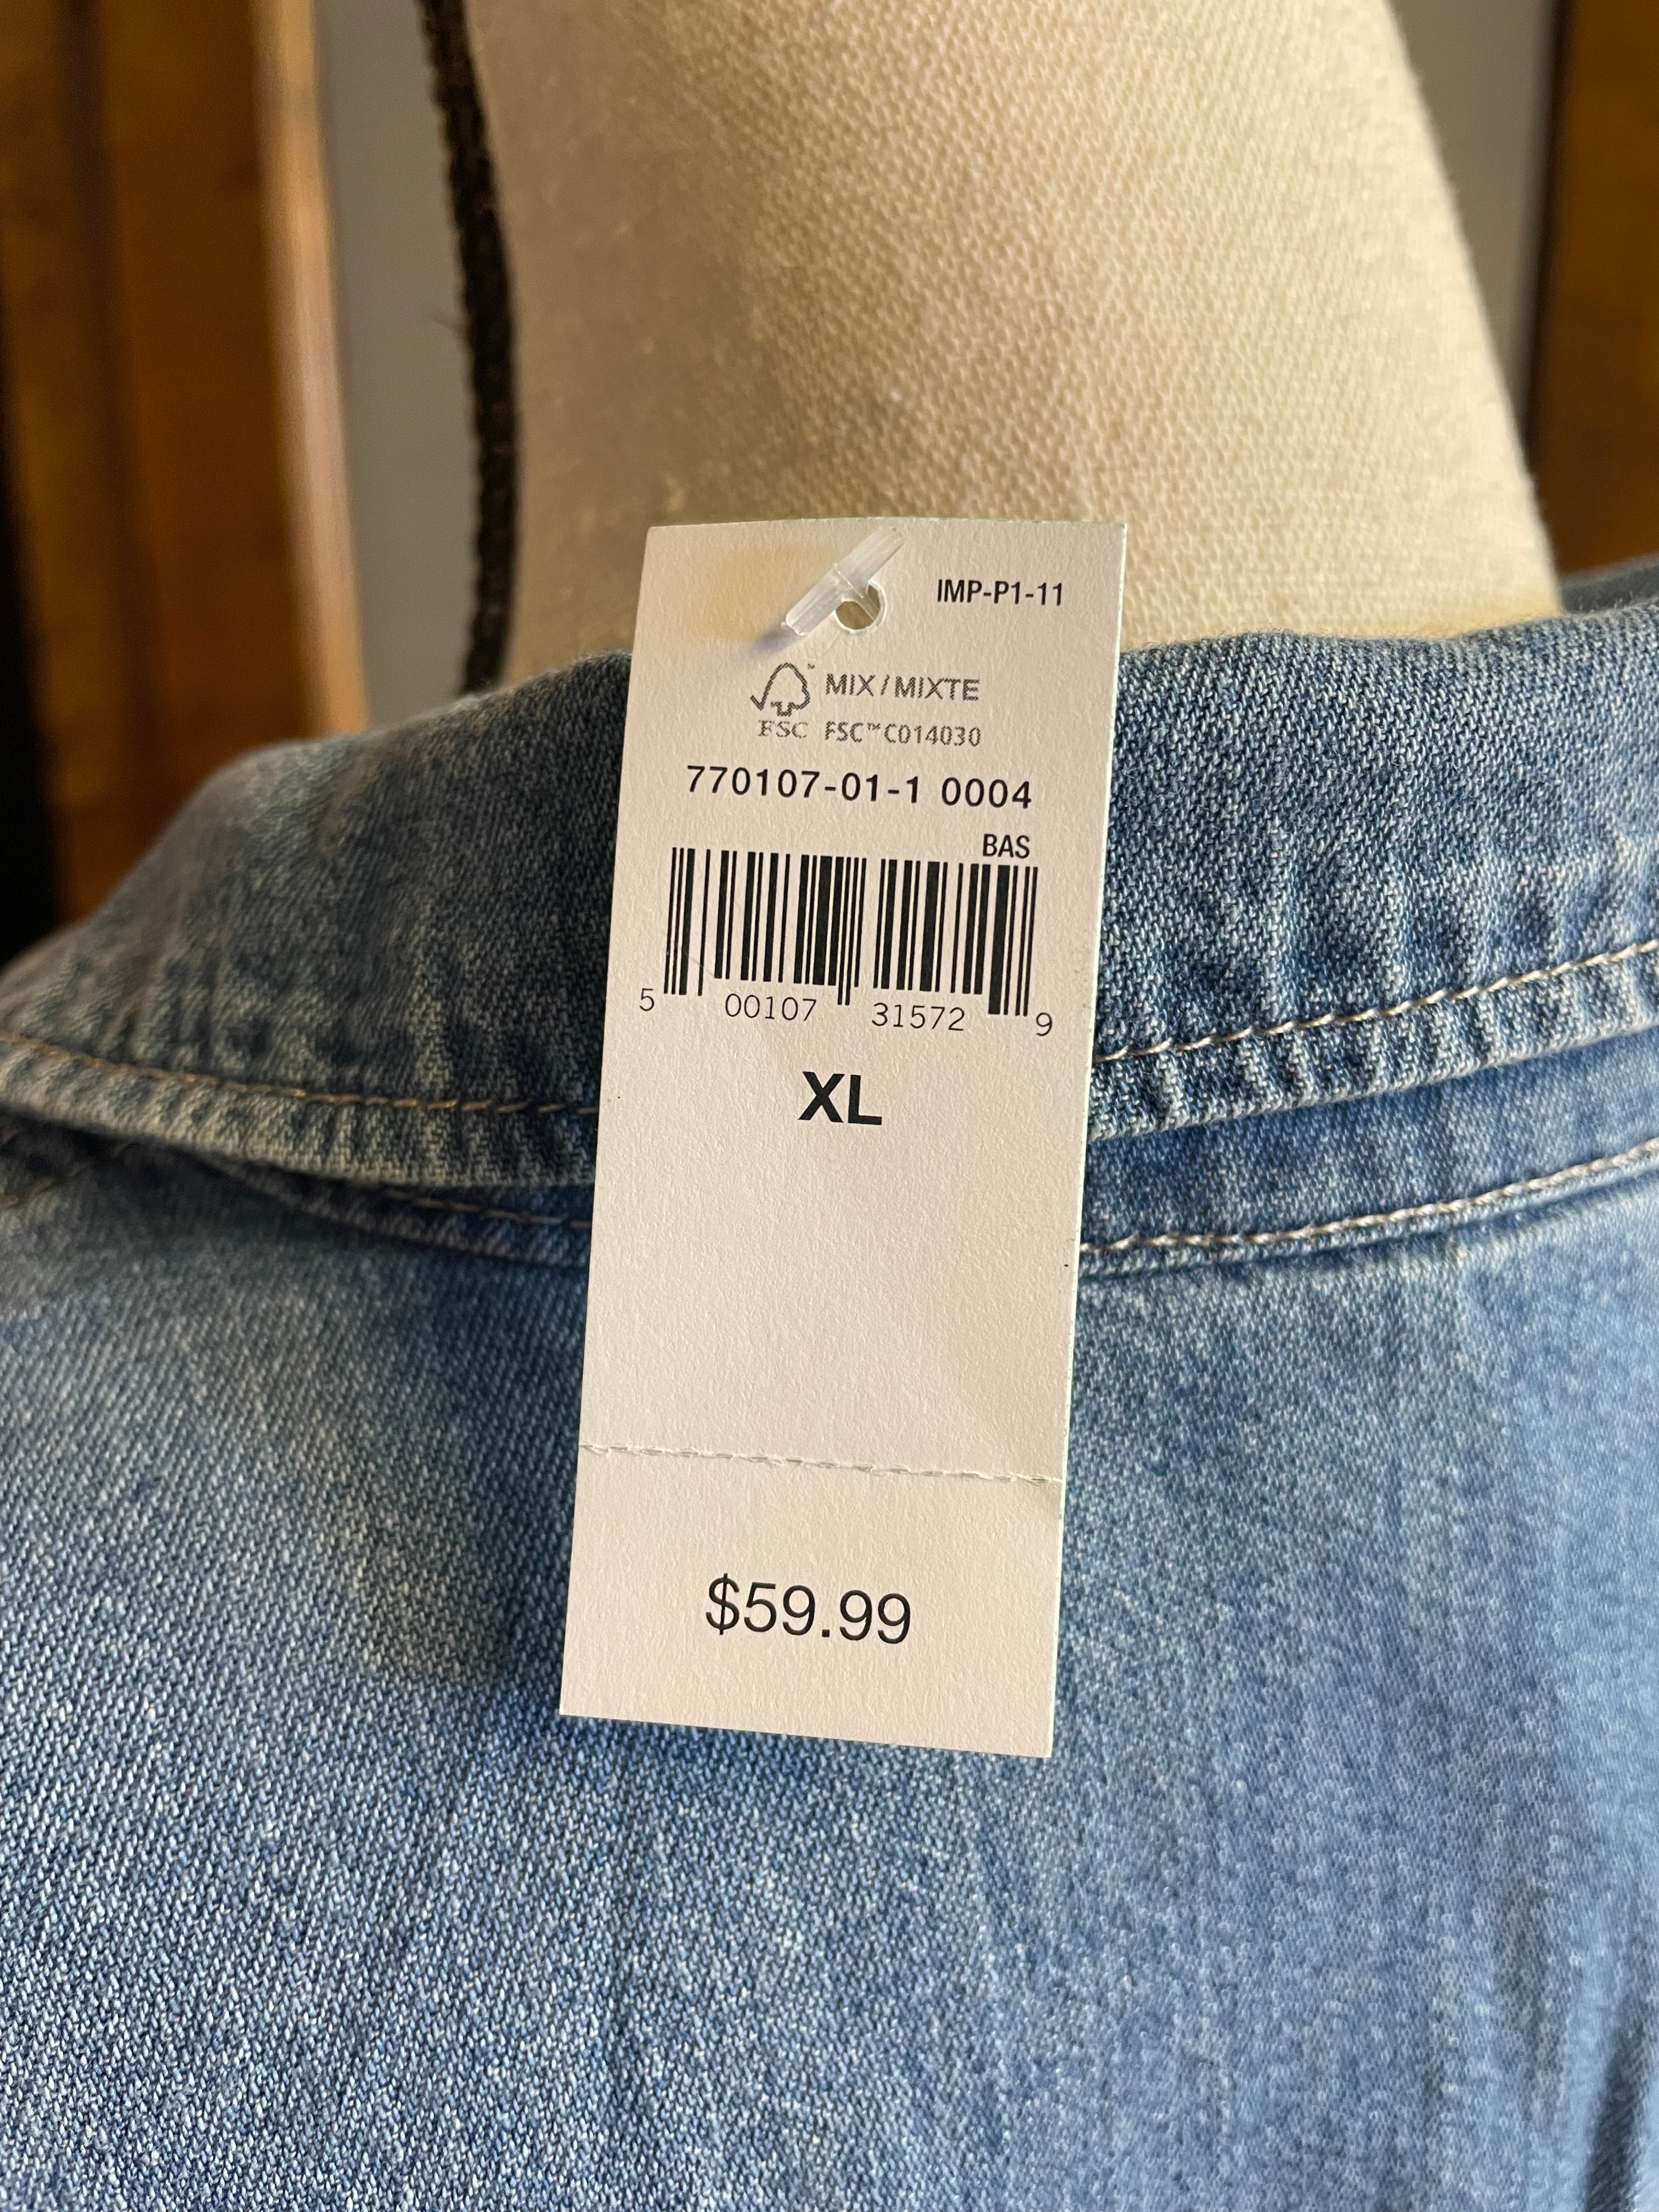 IMP-P1-11
MIX / MIXTE
FSC FSC™ C014030
770107-01-1 0004
BAS
5 00107 31572 9
XL
$59.99